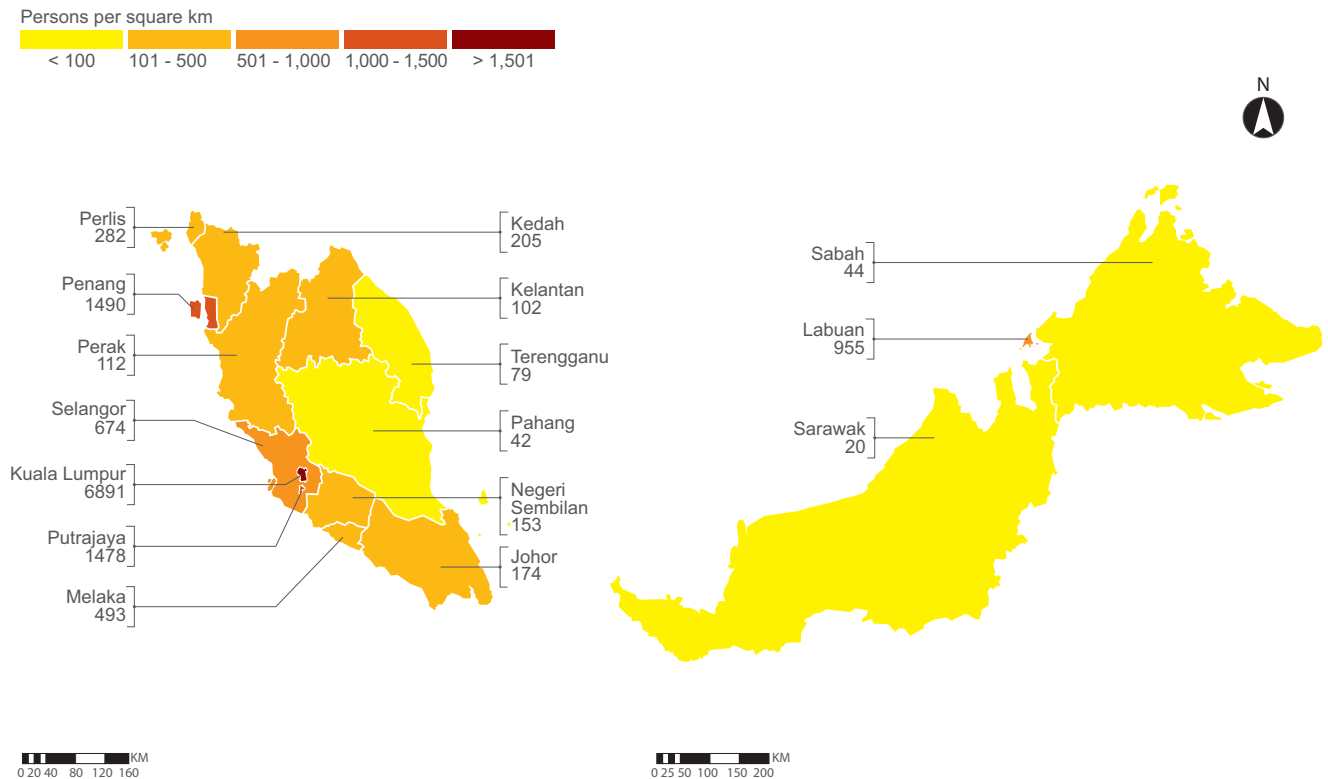 Persons per square km
< 100
101 - 500
501 - 1,000
1,000 - 1,500
> 1,501
N
Perlis
282
Penang
1490
Perak
112
Selangor
674
Kuala Lumpur
6891
Putrajaya
1478
Melaka
493
Kedah
205
Kelantan
102
Terengganu
79
Pahang
42
Negeri
Sembilan
153
Johor
174
Sabah
44
Labuan
955
Sarawak
20
KM
0 20 40 80 120 160
KM
0 25 50 100 150 200